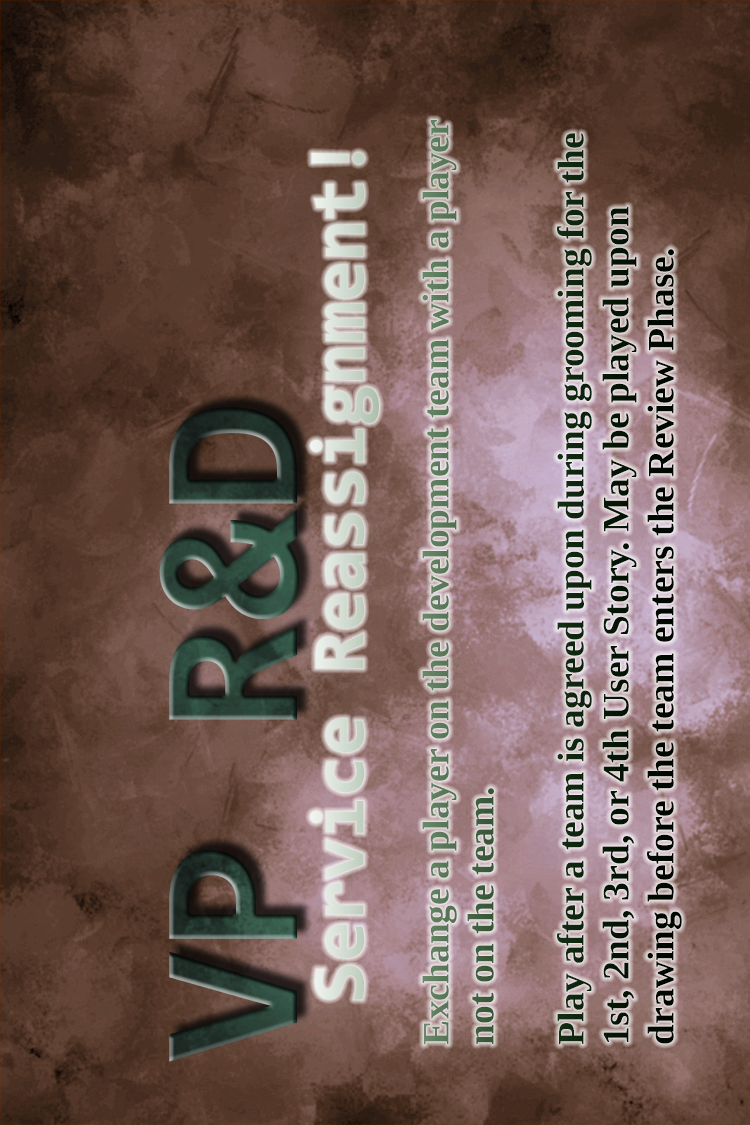 VP R&D
Service Reassignment!
Exchange a player on the development team with a player
not on the team.
Play after a team is agreed upon during grooming for the
1st, 2nd, 3rd, or 4th User Story. May be played upon
drawing before the team enters the Review Phase.